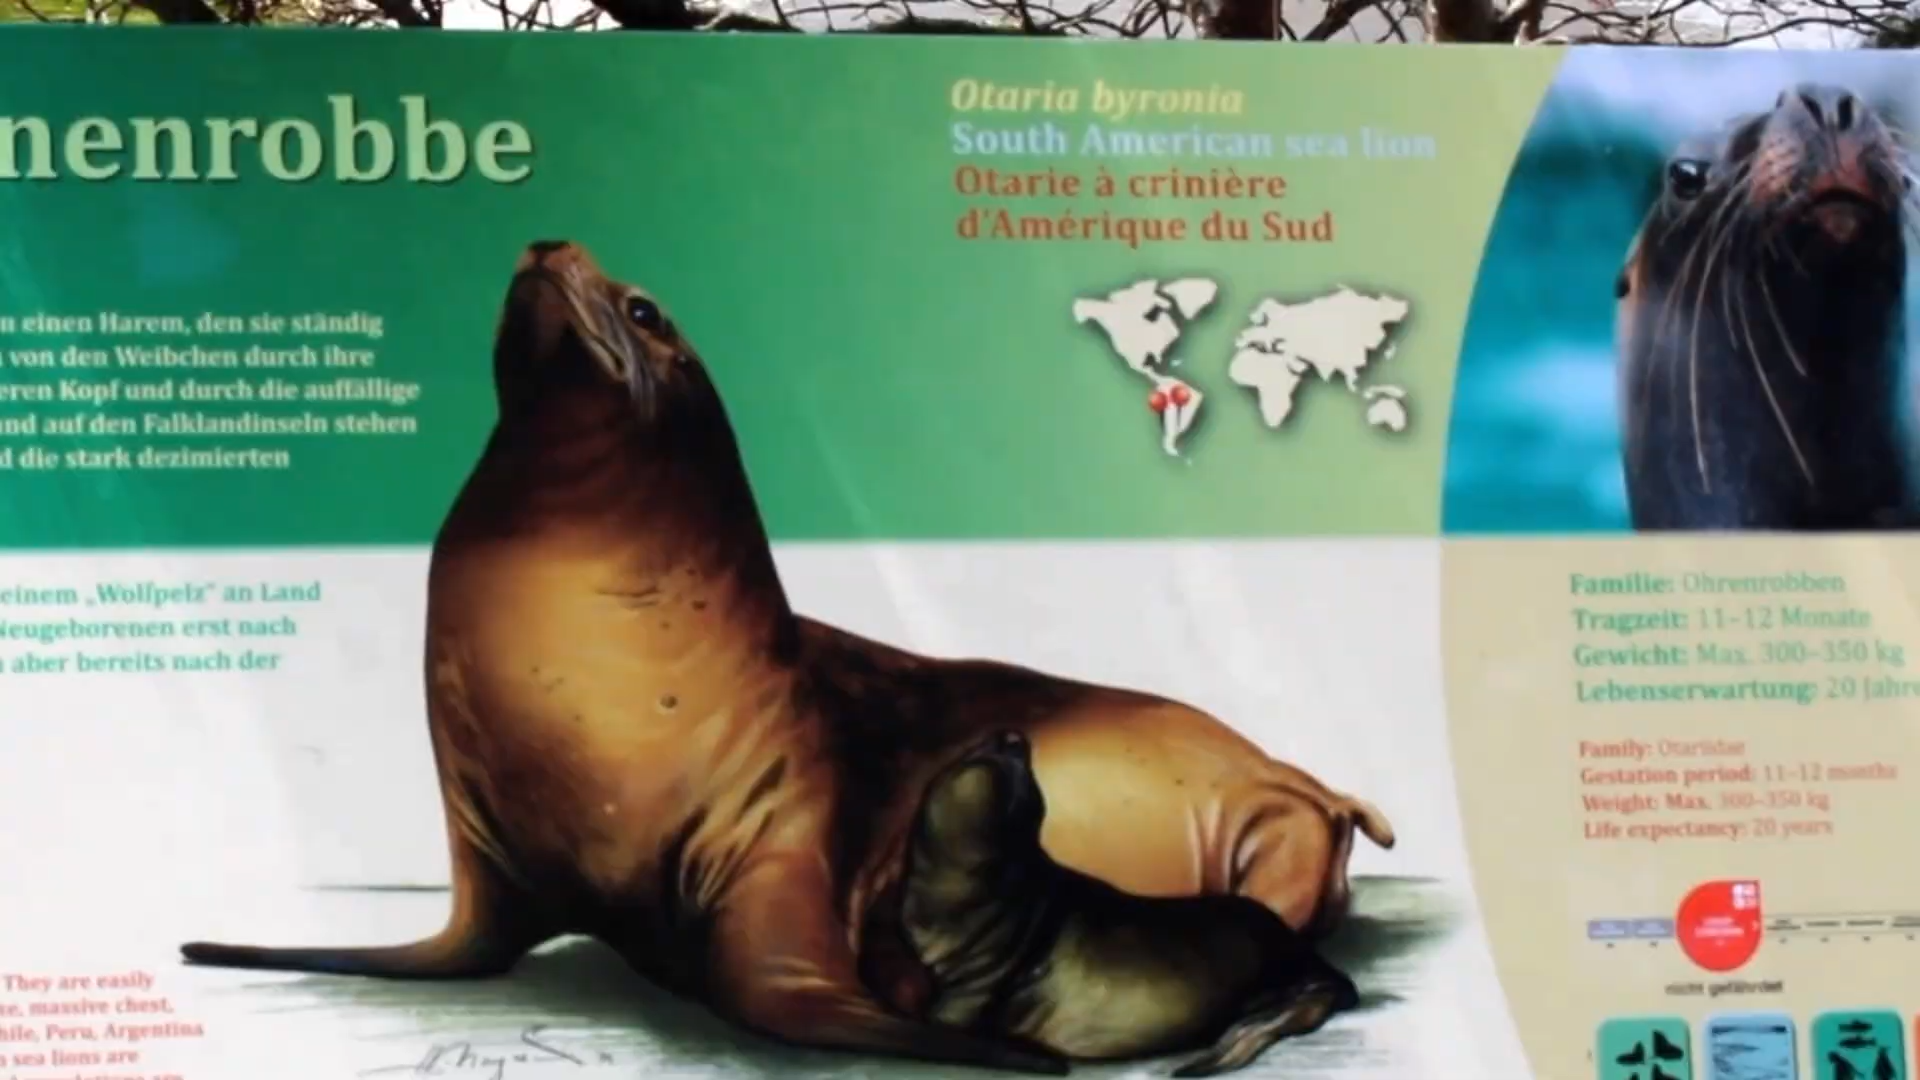 nenrobbe
Otaria byronia
South American sea lion
Otarie à crinière
d'Amérique du Sud
n einen Harem, den sie ständig
von den Weibchen durch ihre
eren Kopf und durch die auffällige
and auf den Falklandinseln stehen
d die stark dezimierten
einem „Wolfpelz" an Land
Neugeborenen erst nach
aber bereits nach der
Familie: Ohrenrobben
Tragzeit: 11-12 Monate
Gewicht: Max. 300-350 kg
Lebenserwartung: 20 Jahre
Family: Otariidae
Gestation period: 11-12 months
Weight: Max. 300-350 kg
Life expectancy: 20 years
nicht gefährdet
They are easily
ne, massive chest,
hile, Peru, Argentina
sea lions are